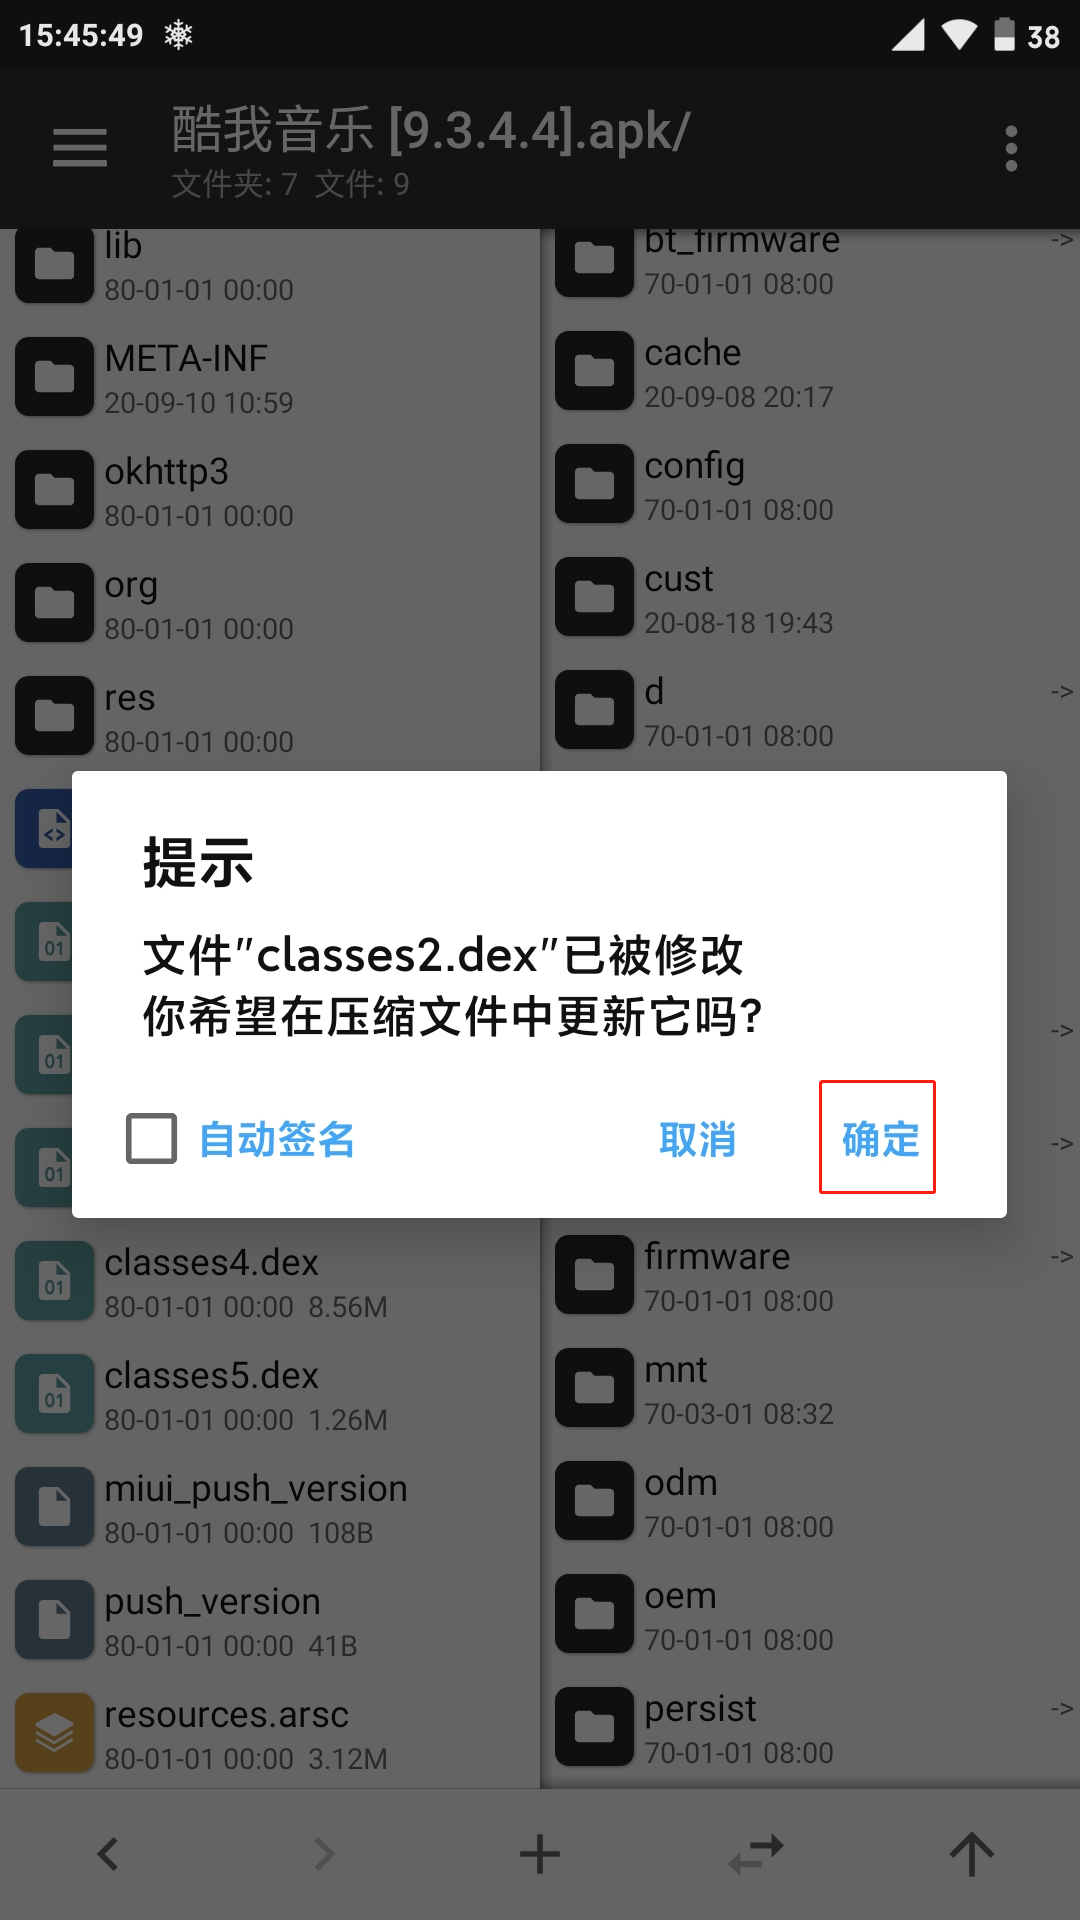 15:45:49
38
酷我音乐 [9.3.4.4].apk/
文件夹: 7 文件: 9
lib
80-01-01 00:00
META-INF
20-09-10 10:59
okhttp3
80-01-01 00:00
org
80-01-01 00:00
res
80-01-01 00:00
bt_firmware ->
70-01-01 08:00
cache
20-09-08 20:17
config
70-01-01 08:00
cust
20-08-18 19:43
d ->
70-01-01 08:00
提示
文件"classes2.dex"已被修改
你希望在压缩文件中更新它吗?
自动签名 取消 确定
<>
01
01
01
->
->
01
classes4.dex
80-01-01 00:00 8.56M
01
classes5.dex
80-01-01 00:00 1.26M
miui_push_version
80-01-01 00:00 108B
push_version
80-01-01 00:00 41B
resources.arsc
80-01-01 00:00 3.12M
firmware ->
70-01-01 08:00
mnt
70-03-01 08:32
odm
70-01-01 08:00
oem
70-01-01 08:00
persist ->
70-01-01 08:00